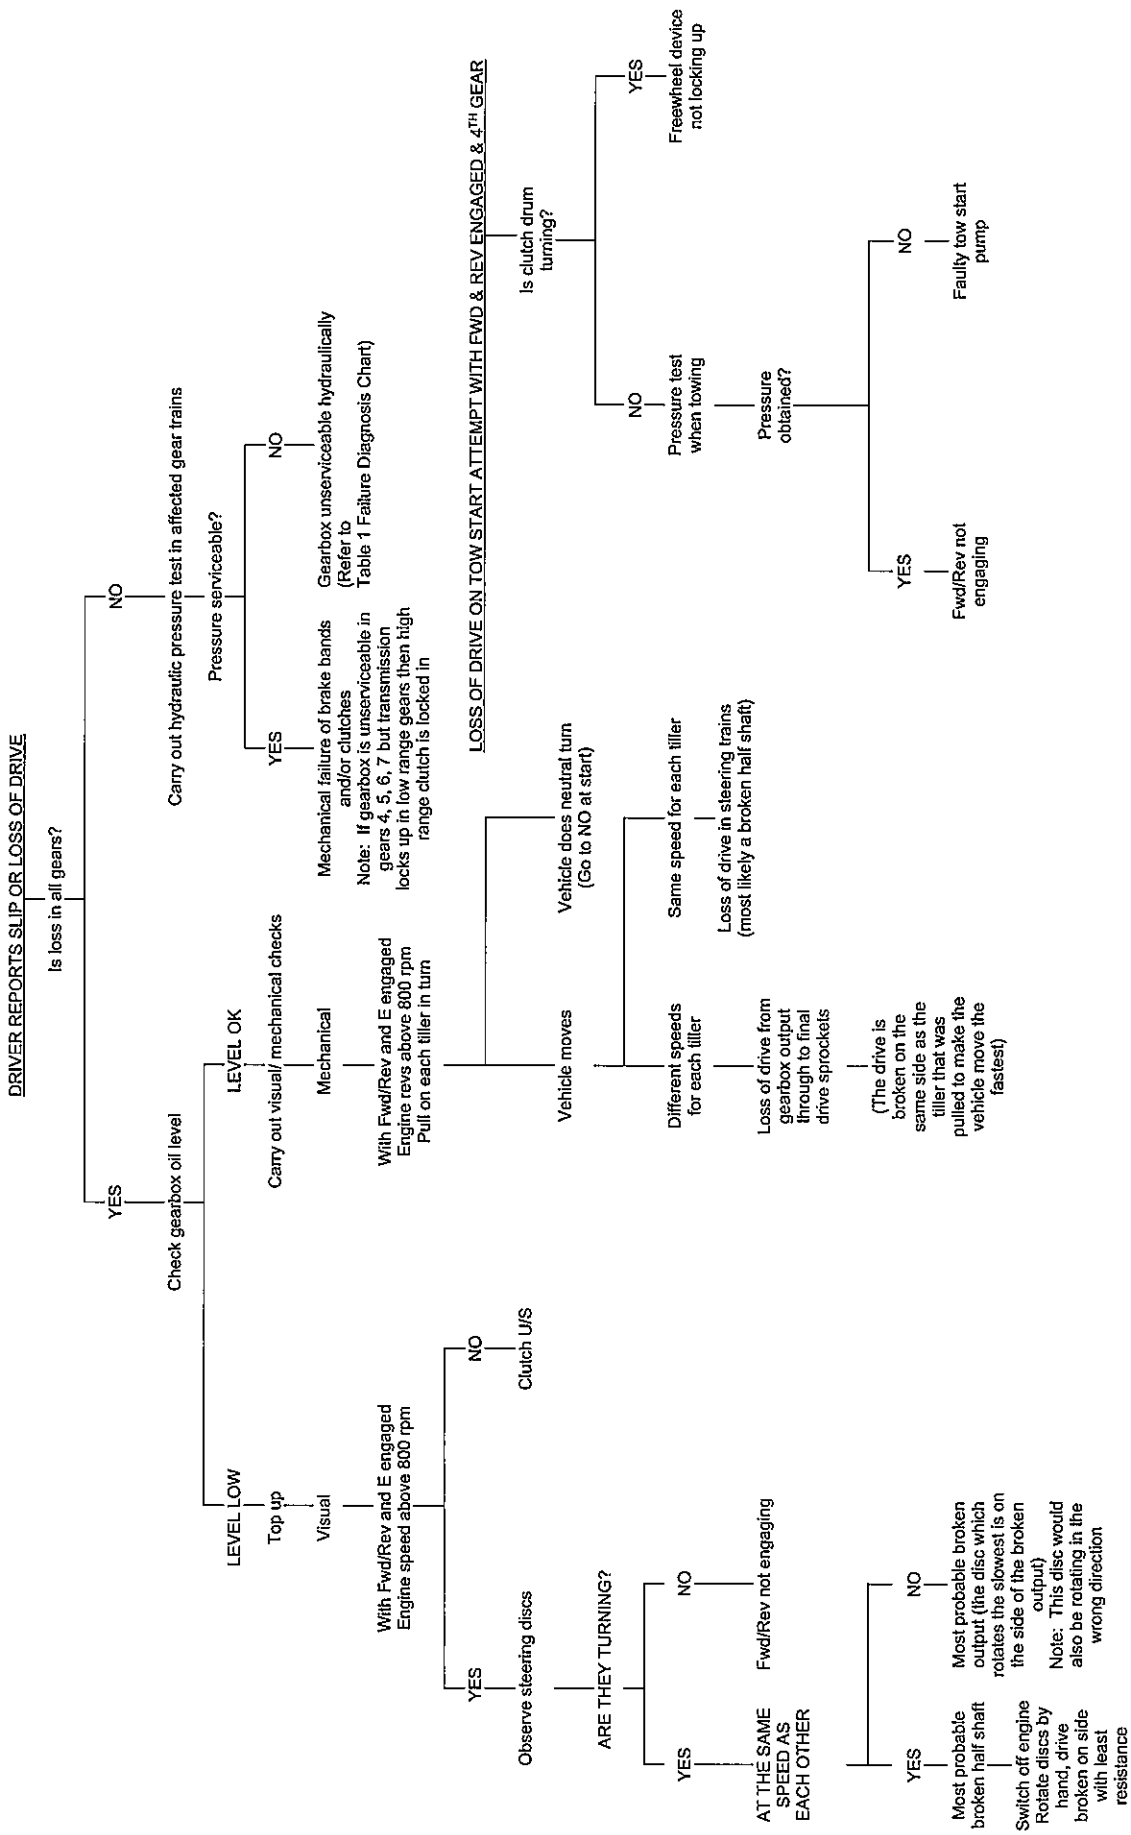 DRIVER REPORTS SLIP OR LOSS OF DRIVE
Is loss in all gears?
YES
NO
Check gearbox oil level
Carry out hydraulic pressure test in affected gear trains
LEVEL LOW
LEVEL OK
Pressure serviceable?
Top up
Carry out visual/ mechanical checks
YES
NO
Visual
Mechanical
Mechanical failure of brake bands
and/or clutches
Note: If gearbox is unserviceable in
gears 4, 5, 6, 7 but transmission
locks up in low range gears then high
range clutch is locked in
Gearbox unserviceable hydraulically
(Refer to
Table 1 Failure Diagnosis Chart)
With Fwd/Rev and E engaged
Engine speed above 800 rpm
With Fwd/Rev and E engaged
Engine revs above 800 rpm
Pull on each tiller in turn
YES
NO
Observe steering discs
Clutch U/S
Vehicle moves
Vehicle does neutral turn
(Go to NO at start)
ARE THEY TURNING?
Different speeds
for each tiller
Same speed for each tiller
YES
NO
Loss of drive from
gearbox output
through to final
drive sprockets
Loss of drive in steering trains
(most likely a broken half shaft)
AT THE SAME
SPEED AS
EACH OTHER
Fwd/Rev not engaging
(The drive is
broken on the
same side as the
tiller that was
pulled to make the
vehicle move the
fastest)
YES
NO
Most probable
broken half shaft
Most probable broken
output (the disc which
rotates the slowest is on
the side of the broken
output)
Note: This disc would
also be rotating in the
wrong direction
Switch off engine
Rotate discs by
hand, drive
broken on side
with least
resistance
LOSS OF DRIVE ON TOW START ATTEMPT WITH FWD & REV ENGAGED & 4TH GEAR
Is clutch drum
turning?
NO
YES
Pressure test
when towing
Freewheel device
not locking up
Pressure
obtained?
YES
NO
Fwd/Rev not
engaging
Faulty tow start
pump